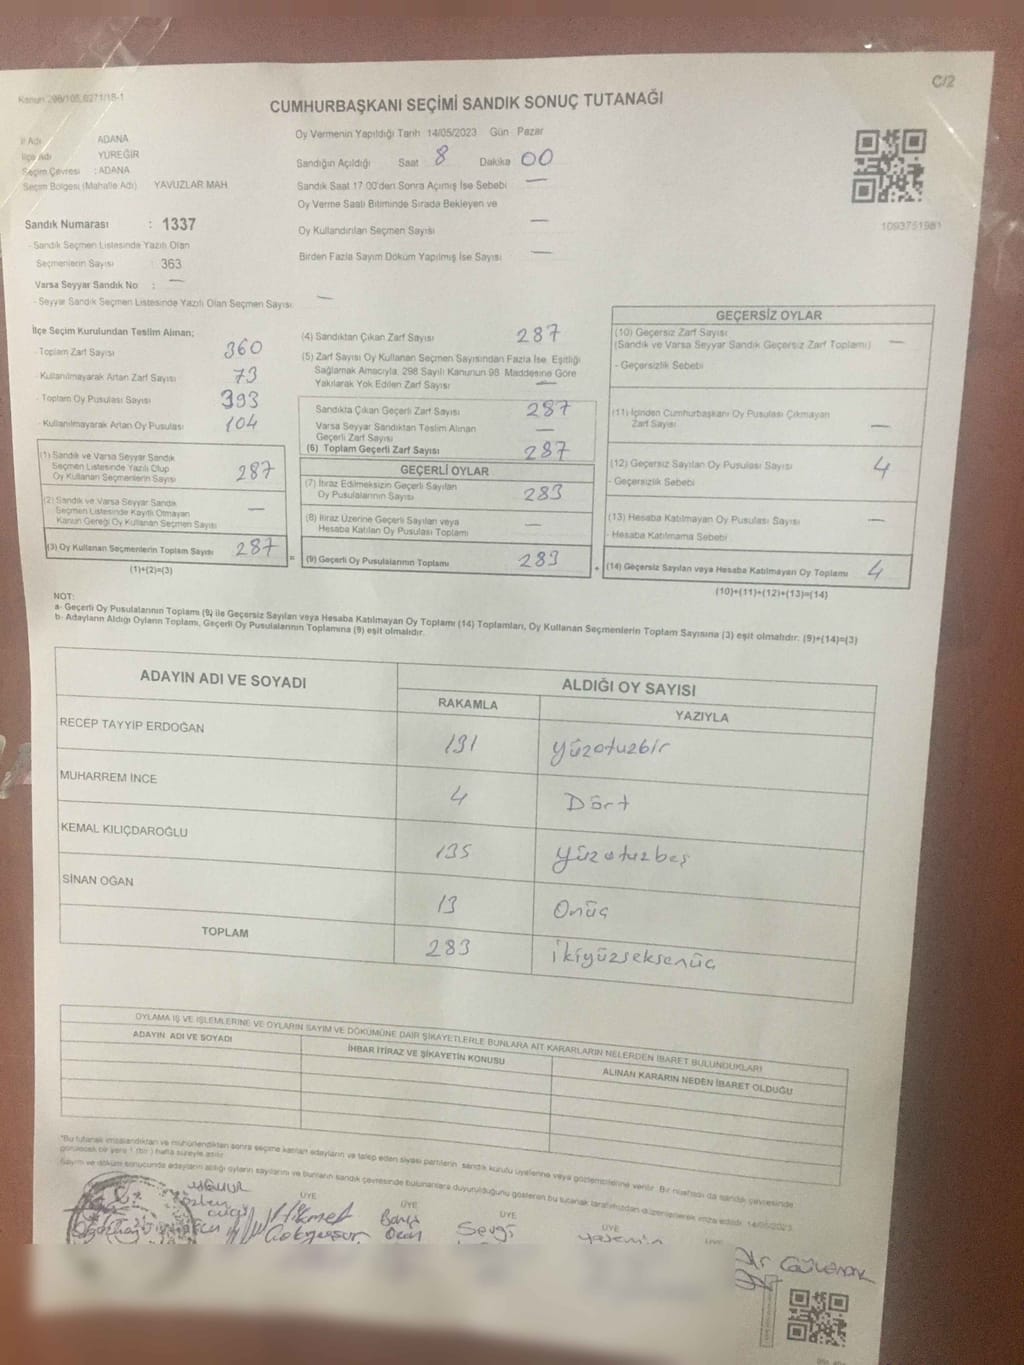 C/2
Kanun 298/105,6271/18-1
CUMHURBAŞKANI SEÇİMİ SANDIK SONUÇ TUTANAĞI
İl Adı ADANA
İlçe Adı YÜREĞİR
Seçim Çevresi : ADANA
Seçim Bölgesi (Mahalle Adı) YAVUZLAR MAH
Oy Vermenin Yapıldığı Tarih 14/05/2023 Gün Pazar
Sandığın Açıldığı Saat 8 Dakika 00
Sandık Saat 17.00'den Sonra Açımış İse Sebebi —
Oy Verme Saati Bitiminde Sırada Bekleyen ve
Oy Kullandırılan Seçmen Sayısı —
Birden Fazla Sayım Döküm Yapılmış İse Sayısı —
1093751981
Sandık Numarası : 1337
- Sandık Seçmen Listesinde Yazılı Olan
Seçmenlerin Sayısı : 363
Varsa Seyyar Sandık No : —
- Seyyar Sandık Seçmen Listesinde Yazılı Olan Seçmen Sayısı: —
İlçe Seçim Kurulundan Teslim Alınan;
- Toplam Zarf Sayısı 360
- Kullanılmayarak Artan Zarf Sayısı 73
- Toplam Oy Pusulası Sayısı 393
- Kullanılmayarak Artan Oy Pusulası 104
(1) Sandık ve Varsa Seyyar Sandık
Seçmen Listesinde Yazılı Olup
Oy Kullanan Seçmenlerin Sayısı 287
(2) Sandık ve Varsa Seyyar Sandık
Seçmen Listesinde Kayıtlı Olmayan
Kanun Gereği Oy Kullanan Seçmen Sayısı —
(3) Oy Kullanan Seçmenlerin Toplam Sayısı 287
(1)+(2)=(3)
=
(4) Sandıktan Çıkan Zarf Sayısı 287
(5) Zarf Sayısı Oy Kullanan Seçmen Sayısından Fazla İse, Eşitliği
Sağlamak Amacıyla, 298 Sayılı Kanunun 98. Maddesine Göre
Yakılarak Yok Edilen Zarf Sayısı —
Sandıkta Çıkan Geçerli Zarf Sayısı 287
Varsa Seyyar Sandıktan Teslim Alınan
Geçerli Zarf Sayısı —
(6) Toplam Geçerli Zarf Sayısı 287
GEÇERLİ OYLAR
(7) İtiraz Edilmeksizin Geçerli Sayılan
Oy Pusulalarının Sayısı 283
(8) İtiraz Üzerine Geçerli Sayılan veya
Hesaba Katılan Oy Pusulası Toplamı —
(9) Geçerli Oy Pusulalarının Toplamı 283
+
GEÇERSİZ OYLAR
(10) Geçersiz Zarf Sayısı
(Sandık ve Varsa Seyyar Sandık Geçersiz Zarf Toplamı) —
- Geçersizlik Sebebi
(11) İçinden Cumhurbaşkanı Oy Pusulası Çıkmayan
Zarf Sayısı —
(12) Geçersiz Sayılan Oy Pusulası Sayısı 4
- Geçersizlik Sebebi
(13) Hesaba Katılmayan Oy Pusulası Sayısı —
- Hesaba Katılmama Sebebi
(14) Geçersiz Sayılan veya Hesaba Katılmayan Oy Toplamı 4
(10)+(11)+(12)+(13)=(14)
NOT:
a- Geçerli Oy Pusulalarının Toplamı (9) ile Geçersiz Sayılan veya Hesaba Katılmayan Oy Toplamı (14) Toplamları, Oy Kullanan Seçmenlerin Toplam Sayısına (3) eşit olmalıdır. (9)+(14)=(3)
b- Adayların Aldığı Oyların Toplamı, Geçerli Oy Pusulalarının Toplamına (9) eşit olmalıdır.
ADAYIN ADI VE SOYADI
ALDIĞI OY SAYISI
RAKAMLA YAZIYLA
RECEP TAYYİP ERDOĞAN 131 yüzotuzbir
MUHARREM İNCE 4 Dört
KEMAL KILIÇDAROĞLU 135 yüzotuzbeş
SİNAN OĞAN 13 Onüç
TOPLAM 283 ikiyüzseksenüç
OYLAMA İŞ VE İŞLEMLERİNE VE OYLARIN SAYIM VE DÖKÜMÜNE DAİR ŞİKAYETLERLE BUNLARA AİT KARARLARIN NELERDEN İBARET BULUNDUKLARI
ADAYIN ADI VE SOYADI
İHBAR İTİRAZ VE ŞİKAYETİN KONUSU
ALINAN KARARIN NEDEN İBARET OLDUĞU
*Bu tutanak imzalandıktan ve mühürlendikten sonra seçime katılan adayların ve talep eden siyasi partilerin sandık kurulu üyelerine veya gözlemcilerine verilir. Bir nüshası da sandık çevresinde
görülecek bir yere 1 (bir) hafta süreyle asılır.
Sayım ve döküm sonucunda adayların aldığı oyların sayılarını ve bunların sandık çevresinde bulunanlara duyurulduğunu gösteren bu tutanak tarafımızdan düzenlenerek imza edildi. 14/05/2023
ÜYE ÜYE ÜYE ÜYE ÜYE
Hikmet
Sevgi
Yasemin